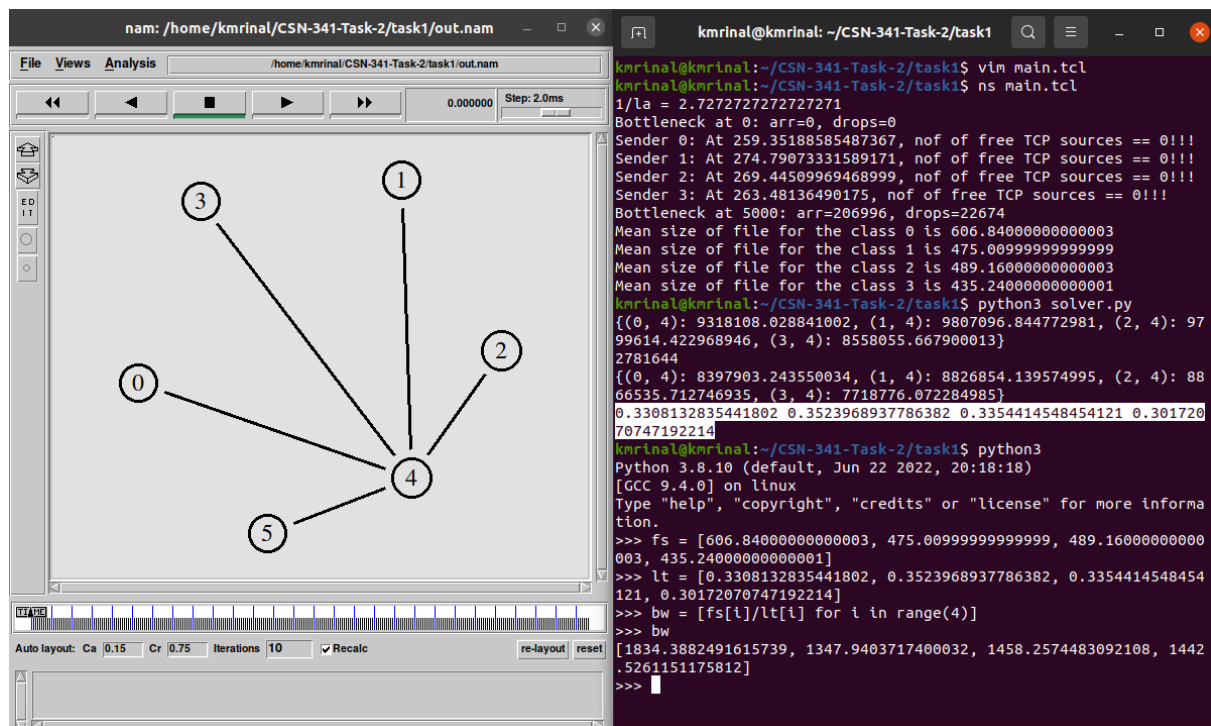 nam: /home/kmrinal/CSN-341-Task-2/task1/out.nam
File Views Analysis /home/kmrinal/CSN-341-Task-2/task1/out.nam
0.000000 Step: 2.0ms
ED
IT
3
1
2
0
4
5
TIME
Auto layout: Ca 0.15 Cr 0.75 Iterations 10 Recalc re-layout reset
kmrinal@kmrinal: ~/CSN-341-Task-2/task1
kmrinal@kmrinal:~/CSN-341-Task-2/task1$ vim main.tcl
kmrinal@kmrinal:~/CSN-341-Task-2/task1$ ns main.tcl
1/la = 2.7272727272727271
Bottleneck at 0: arr=0, drops=0
Sender 0: At 259.35188585487367, nof of free TCP sources == 0!!!
Sender 1: At 274.79073331589171, nof of free TCP sources == 0!!!
Sender 2: At 269.44509969468999, nof of free TCP sources == 0!!!
Sender 3: At 263.48136490175, nof of free TCP sources == 0!!!
Bottleneck at 5000: arr=206996, drops=22674
Mean size of file for the class 0 is 606.84000000000003
Mean size of file for the class 1 is 475.00999999999999
Mean size of file for the class 2 is 489.16000000000003
Mean size of file for the class 3 is 435.24000000000001
kmrinal@kmrinal:~/CSN-341-Task-2/task1$ python3 solver.py
{(0, 4): 9318108.028841002, (1, 4): 9807096.844772981, (2, 4): 97
99614.422968946, (3, 4): 8558055.667900013}
2781644
{(0, 4): 8397903.243550034, (1, 4): 8826854.139574995, (2, 4): 88
66535.712746935, (3, 4): 7718776.072284985}
0.3308132835441802 0.3523968937786382 0.3354414548454121 0.301720
70747192214
kmrinal@kmrinal:~/CSN-341-Task-2/task1$ python3
Python 3.8.10 (default, Jun 22 2022, 20:18:18)
[GCC 9.4.0] on linux
Type "help", "copyright", "credits" or "license" for more informa
tion.
>>> fs = [606.84000000000003, 475.00999999999999, 489.16000000000
003, 435.24000000000001]
>>> lt = [0.3308132835441802, 0.3523968937786382, 0.3354414548454
121, 0.30172070747192214]
>>> bw = [fs[i]/lt[i] for i in range(4)]
>>> bw
[1834.3882491615739, 1347.9403717400032, 1458.2574483092108, 1442
.5261151175812]
>>>